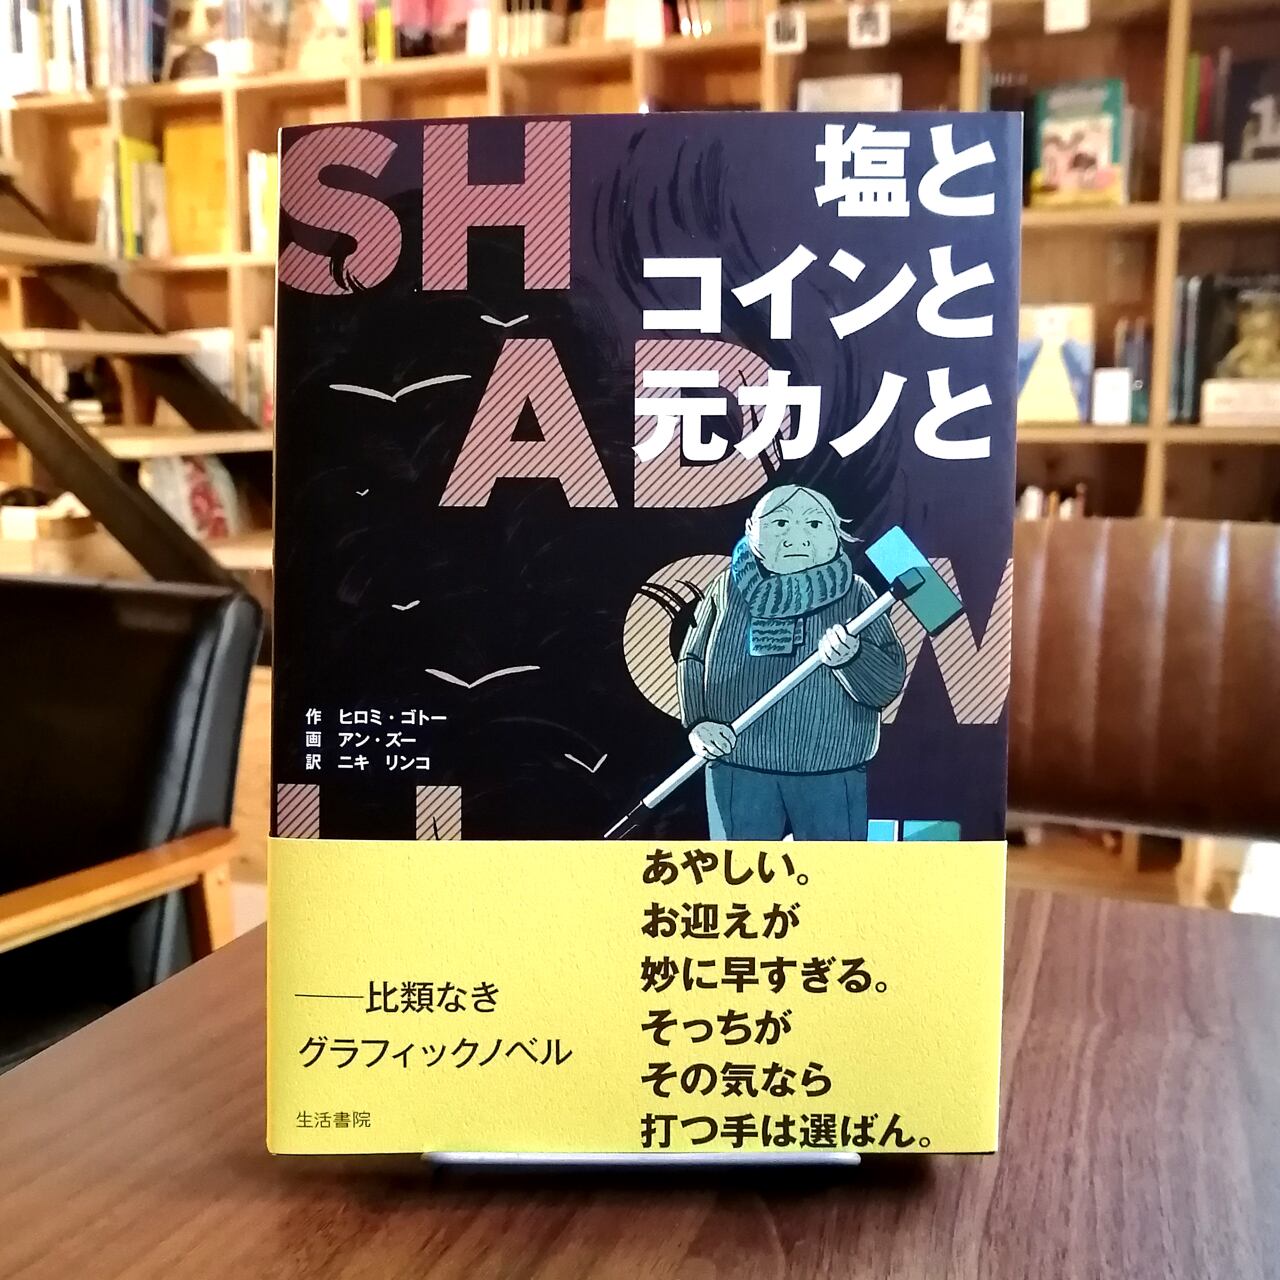 SH
AD
OW
塩と
コインと
元カノと
作 ヒロミ・ゴトー
画 アン・ズー
訳 ニキ リンコ
あやしい。
お迎えが
妙に早すぎる。
そっちが
その気なら
打つ手は選ばん。
――比類なき
グラフィックノベル
生活書院